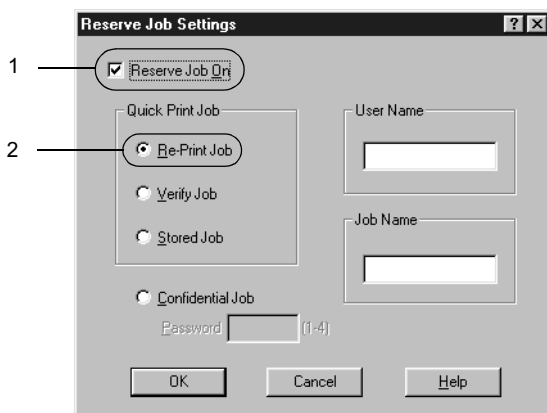 Reserve Job Settings
1
Reserve Job On
Quick Print Job
User Name
2
Re-Print Job
Verify Job
Job Name
Stored Job
Confidential Job
Password (1-4)
OK Cancel Help